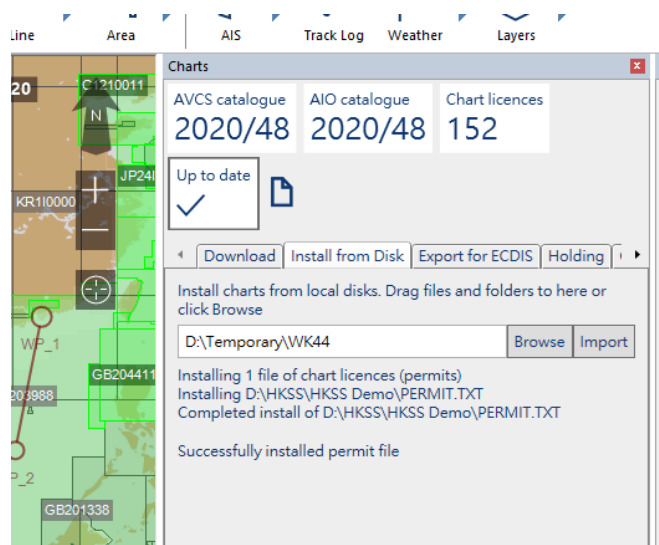 Line Area AIS Track Log Weather Layers
Charts
AVCS catalogue AIO catalogue Chart licences
2020/48 2020/48 152
Up to date
Download Install from Disk Export for ECDIS Holding
Install charts from local disks. Drag files and folders to here or
click Browse
D:\Temporary\WK44 Browse Import
Installing 1 file of chart licences (permits)
Installing D:\HKSS\HKSS Demo\PERMIT.TXT
Completed install of D:\HKSS\HKSS Demo\PERMIT.TXT
Successfully installed permit file
20
C1210011
N
JP24I
KR1I0000
WP_1
GB204411
203988
P_2
GB201338